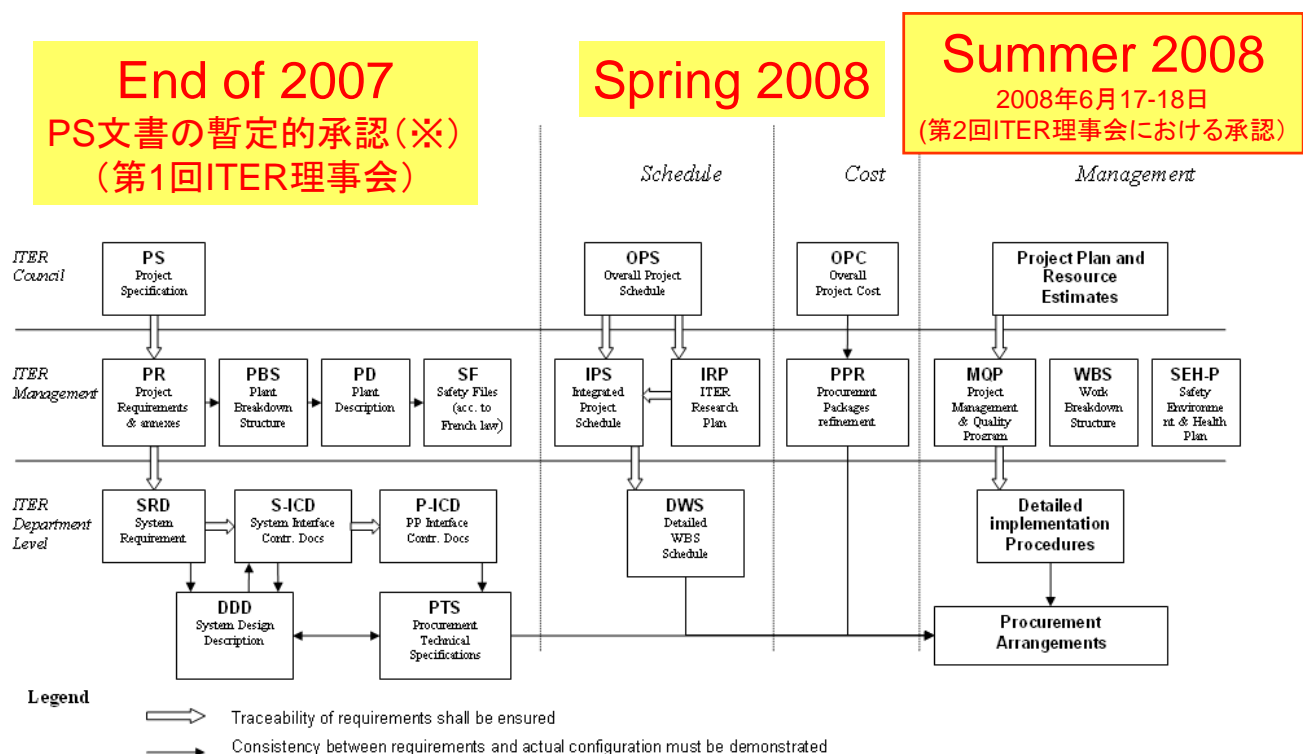 End of 2007
PS文書の暫定的承認(※)
(第1回ITER理事会)
Spring 2008
Summer 2008
2008年6月17-18日
(第2回ITER理事会における承認)
Schedule
Cost
Management
ITER
Council
PS
Project
Specification
OPS
Overall Project
Schedule
OPC
Overall
Project Cost
Project Plan and
Resource
Estimates
ITER
Management
PR
Project
Requirements
& annexes
PBS
Plant
Breakdown
Structure
PD
Plant
Description
SF
Safety Files
(acc. to
French law)
IPS
Integrated
Project
Schedule
IRP
ITER
Research
Plan
PPR
Procuremnt
Packages
refinement
MQP
Project
Management
& Quality
Program
WBS
Work
Breakdown
Structure
SEH-P
Safety
Environme
nt & Health
Plan
ITER
Department
Level
SRD
System
Requirement
S-ICD
System Interface
Contr. Docs
P-ICD
PP Interface
Contr. Docs
DWS
Detailed
WBS
Schedule
Detailed
implementation
Procedures
DDD
System Design
Description
PTS
Procurement
Technical
Specifications
Procurement
Arrangements
Legend
Traceability of requirements shall be ensured
Consistency between requirements and actual configuration must be demonstrated